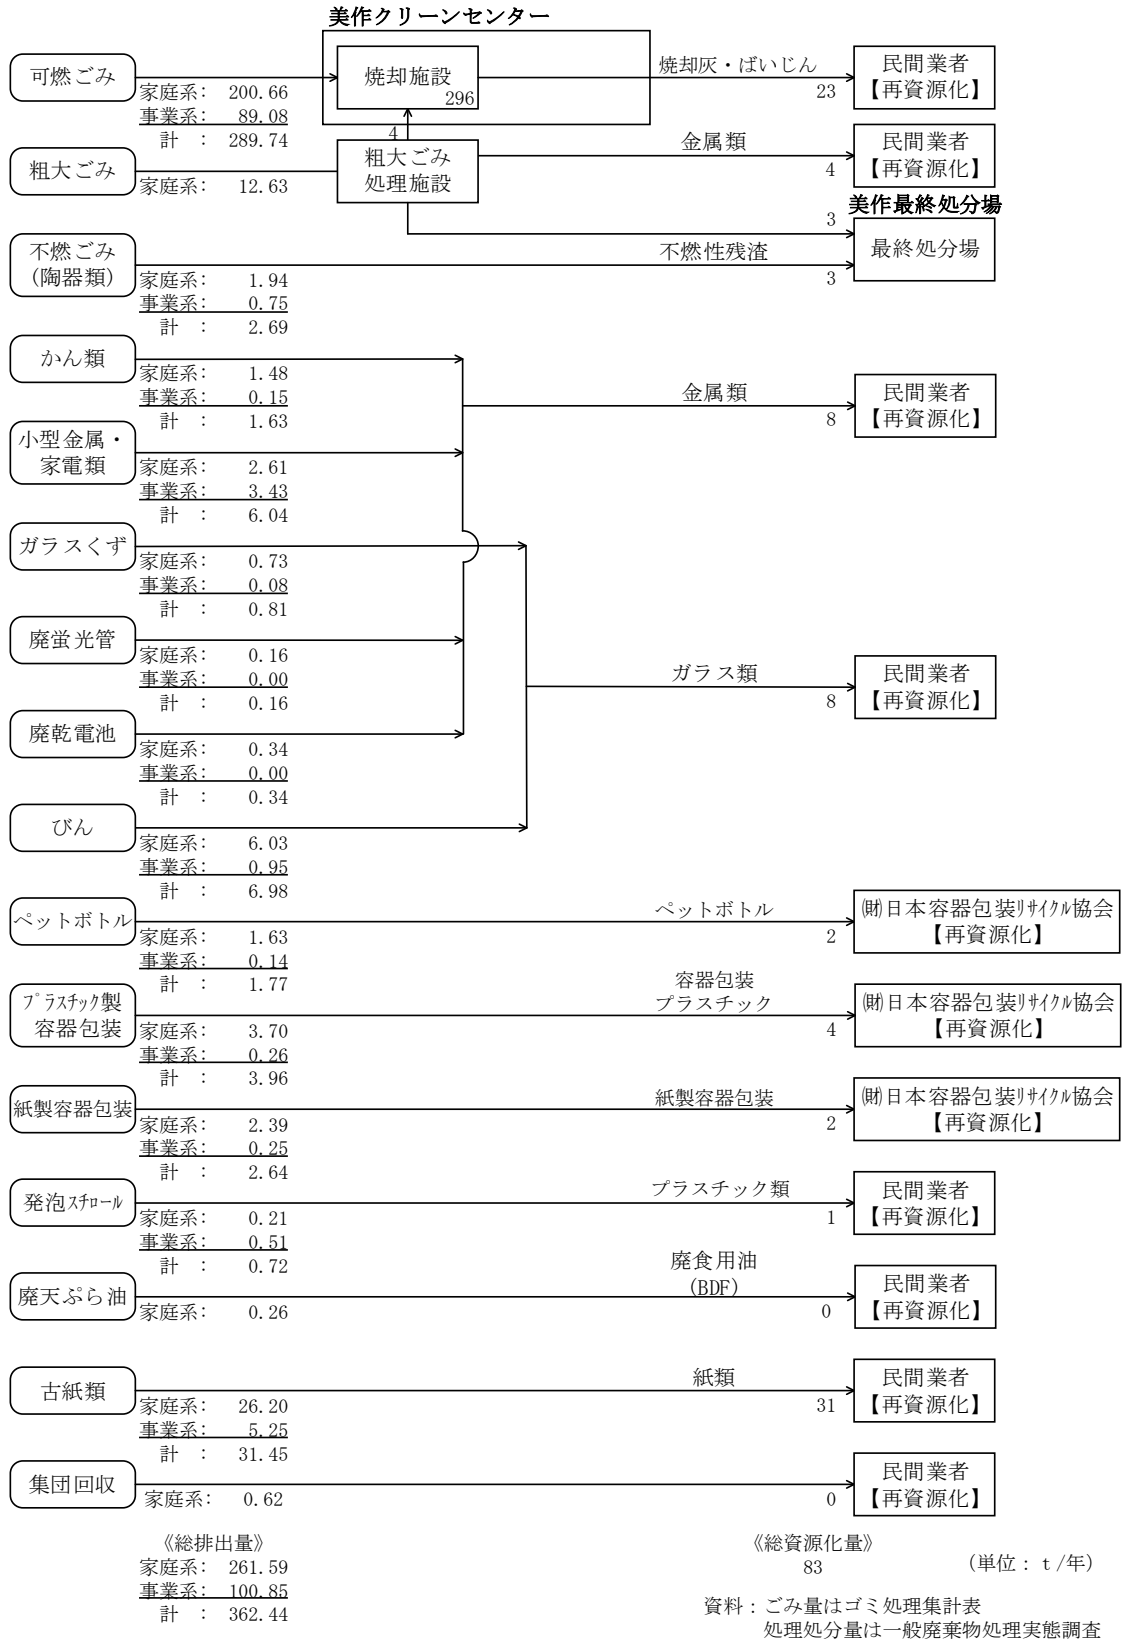 美作クリーンセンター
可燃ごみ
家庭系: 200.66
事業系: 89.08
計 : 289.74
焼却施設
296
焼却灰・ばいじん
23
民間業者
【再資源化】
4
粗大ごみ
家庭系: 12.63
粗大ごみ
処理施設
金属類
4
民間業者
【再資源化】
美作最終処分場
3
最終処分場
不燃ごみ
(陶器類)
家庭系: 1.94
事業系: 0.75
計 : 2.69
不燃性残渣
3
かん類
家庭系: 1.48
事業系: 0.15
計 : 1.63
金属類
8
民間業者
【再資源化】
小型金属・
家電類
家庭系: 2.61
事業系: 3.43
計 : 6.04
ガラスくず
家庭系: 0.73
事業系: 0.08
計 : 0.81
廃蛍光管
家庭系: 0.16
事業系: 0.00
計 : 0.16
ガラス類
8
民間業者
【再資源化】
廃乾電池
家庭系: 0.34
事業系: 0.00
計 : 0.34
びん
家庭系: 6.03
事業系: 0.95
計 : 6.98
ペットボトル
家庭系: 1.63
事業系: 0.14
計 : 1.77
ペットボトル
2
㈶日本容器包装ﾘｻｲｸﾙ協会
【再資源化】
ﾌﾟﾗｽﾁｯｸ製
容器包装
家庭系: 3.70
事業系: 0.26
計 : 3.96
容器包装
プラスチック
4
㈶日本容器包装ﾘｻｲｸﾙ協会
【再資源化】
紙製容器包装
家庭系: 2.39
事業系: 0.25
計 : 2.64
紙製容器包装
2
㈶日本容器包装ﾘｻｲｸﾙ協会
【再資源化】
発泡ｽﾁﾛｰﾙ
家庭系: 0.21
事業系: 0.51
計 : 0.72
プラスチック類
1
民間業者
【再資源化】
廃天ぷら油
家庭系: 0.26
廃食用油
(BDF)
0
民間業者
【再資源化】
古紙類
家庭系: 26.20
事業系: 5.25
計 : 31.45
紙類
31
民間業者
【再資源化】
集団回収
家庭系: 0.62
0
民間業者
【再資源化】
《総排出量》
家庭系: 261.59
事業系: 100.85
計 : 362.44
《総資源化量》
83
(単位：ｔ/年)
資料：ごみ量はゴミ処理集計表
処理処分量は一般廃棄物処理実態調査